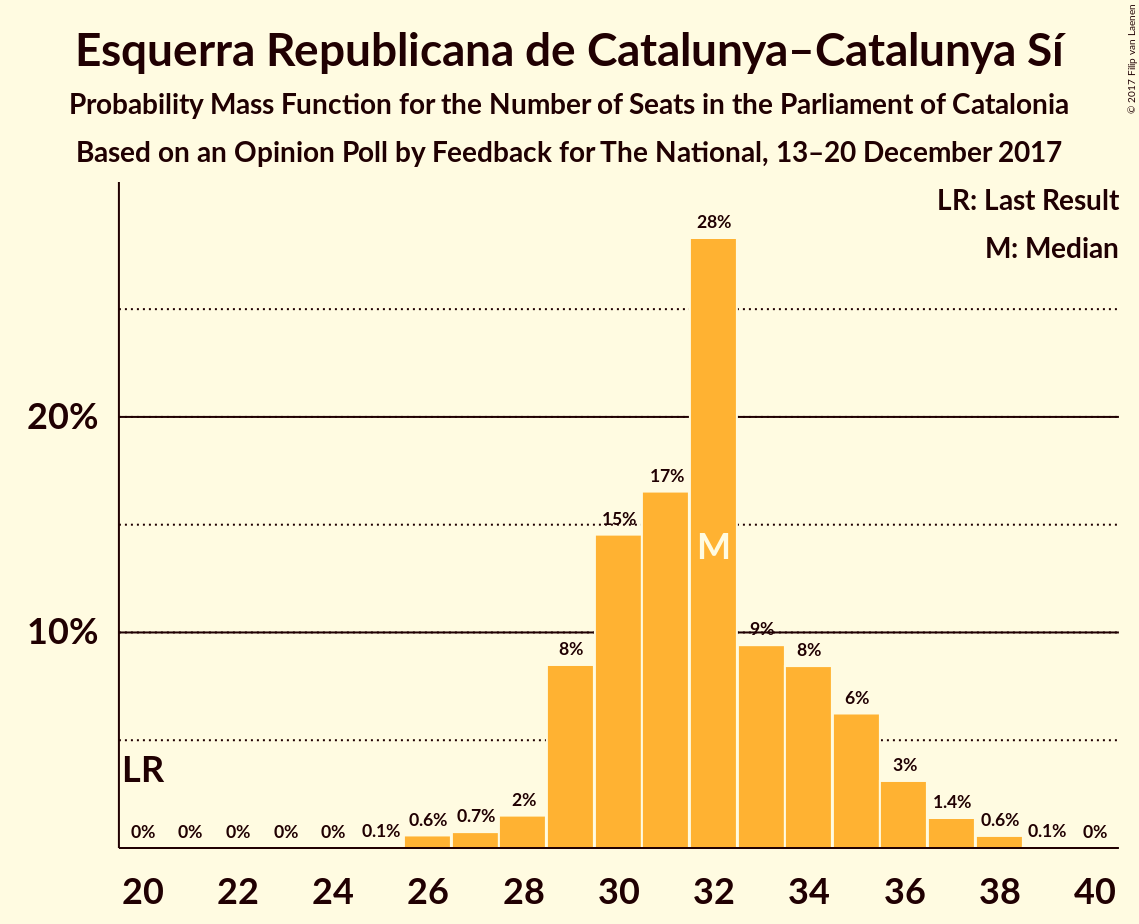 Esquerra Republicana de Catalunya–Catalunya Sí
Probability Mass Function for the Number of Seats in the Parliament of Catalonia
Based on an Opinion Poll by Feedback for The National, 13–20 December 2017
© 2017 Filip van Laenen
LR: Last Result
M: Median
20%
10%
LR
0% 0% 0% 0% 0% 0.1% 0.6% 0.7% 2% 8% 15% 17% 28% 9% 8% 6% 3% 1.4% 0.6% 0.1% 0%
M
20 22 24 26 28 30 32 34 36 38 40